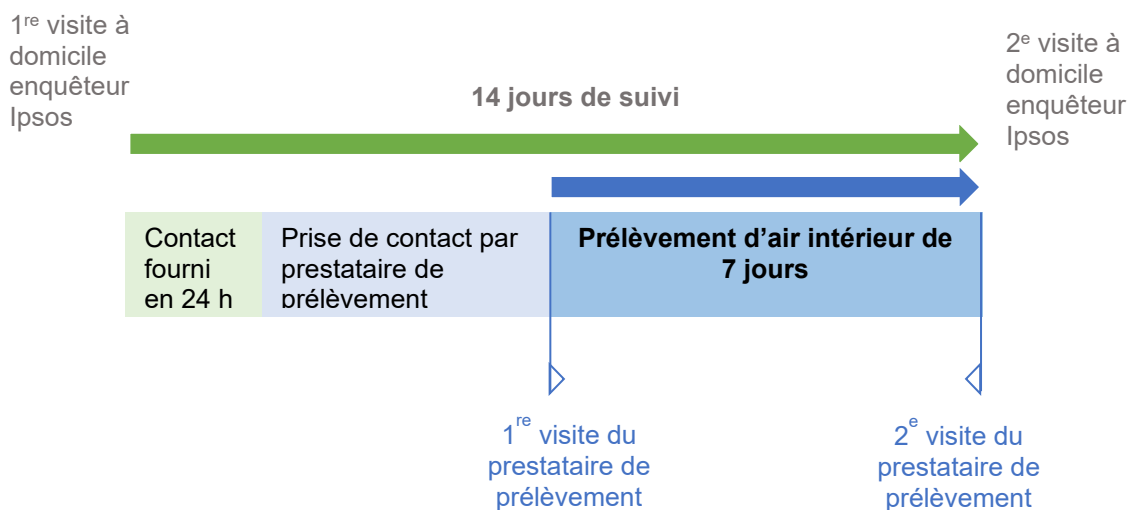 1re visite à
domicile
enquêteur
Ipsos
14 jours de suivi
2e visite à
domicile
enquêteur
Ipsos
Contact
fourni
en 24 h
Prise de contact par
prestataire de
prélèvement
Prélèvement d’air intérieur de
7 jours
1re visite du
prestataire de
prélèvement
2e visite du
prestataire de
prélèvement